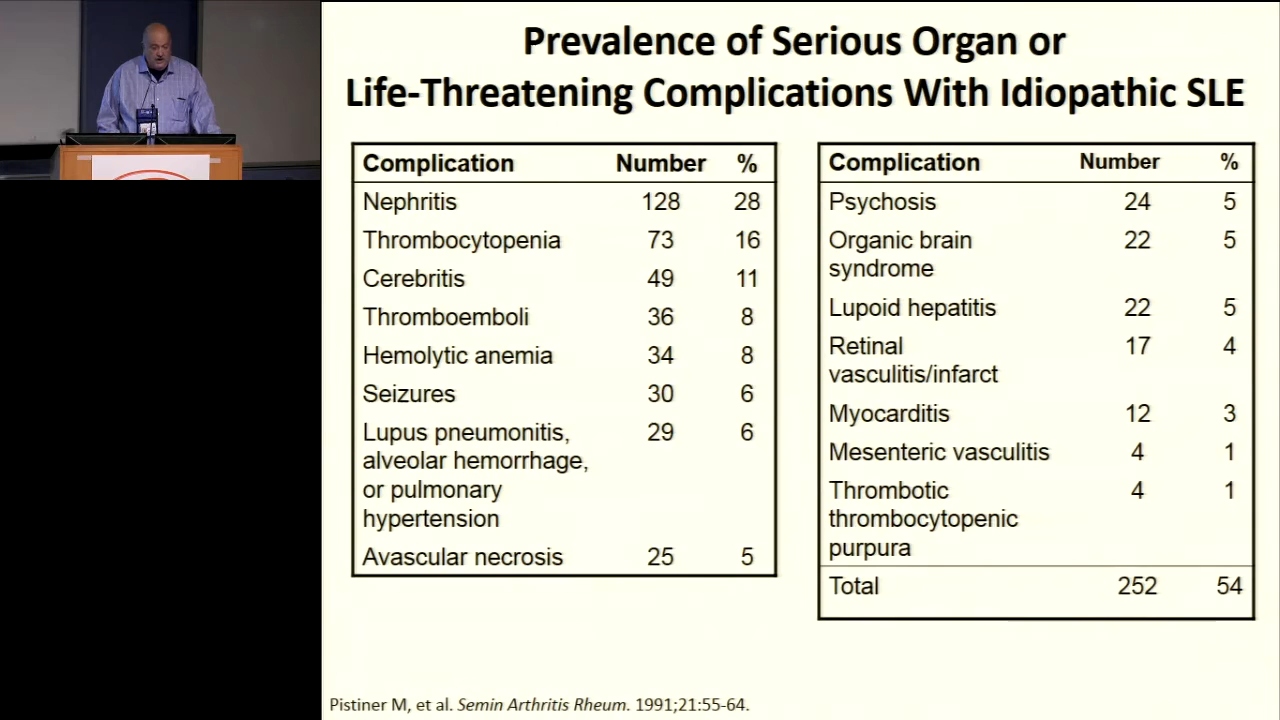 Prevalence of Serious Organ or
Life-Threatening Complications With Idiopathic SLE
Complication Number %
Nephritis 128 28
Thrombocytopenia 73 16
Cerebritis 49 11
Thromboemboli 36 8
Hemolytic anemia 34 8
Seizures 30 6
Lupus pneumonitis, 29 6
alveolar hemorrhage,
or pulmonary
hypertension
Avascular necrosis 25 5
Complication Number %
Psychosis 24 5
Organic brain 22 5
syndrome
Lupoid hepatitis 22 5
Retinal 17 4
vasculitis/infarct
Myocarditis 12 3
Mesenteric vasculitis 4 1
Thrombotic 4 1
thrombocytopenic
purpura
Total 252 54
Pistiner M, et al. Semin Arthritis Rheum. 1991;21:55-64.